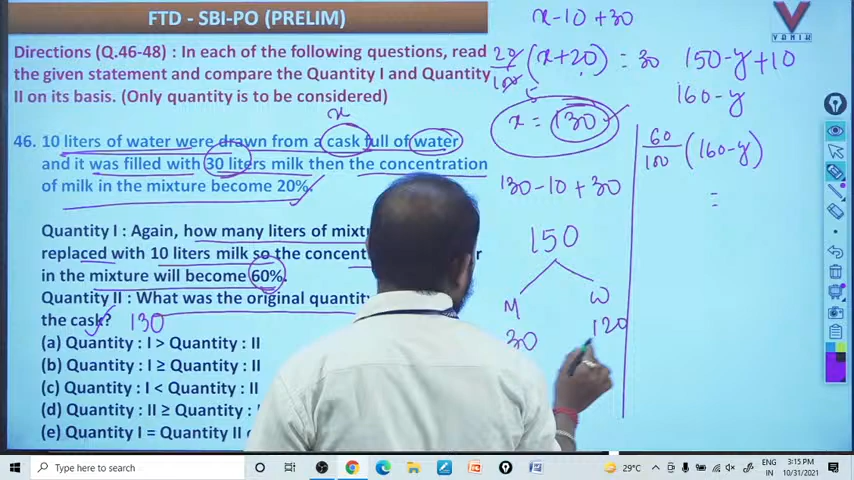 FTD - SBI-PO (PRELIM)
Directions (Q.46-48) : In each of the following questions, read
the given statement and compare the Quantity I and Quantity
II on its basis. (Only quantity is to be considered)
x
46. 10 liters of water were drawn from a cask full of water
and it was filled with 30 liters milk then the concentration
of milk in the mixture become 20%.
Quantity I : Again, how many liters of
replaced with 10 liters milk so the
in the mixture will become 60%.
Quantity II : What was the original
the cask? 130
(a) Quantity : I > Quantity : II
(b) Quantity : I ≥ Quantity : II
(c) Quantity : I < Quantity : II
(d) Quantity : II ≥ Quantity :
(e) Quantity I = Quantity II
x-10+30
20/100 (x+20) = 30
5
x = 130
130-10+30
150
M W
30 120
150-y+10
160-y
60/100 (160-y)
=
VONIN
Type here to search
29°C
ENG
IN
3:15 PM
10/31/2021